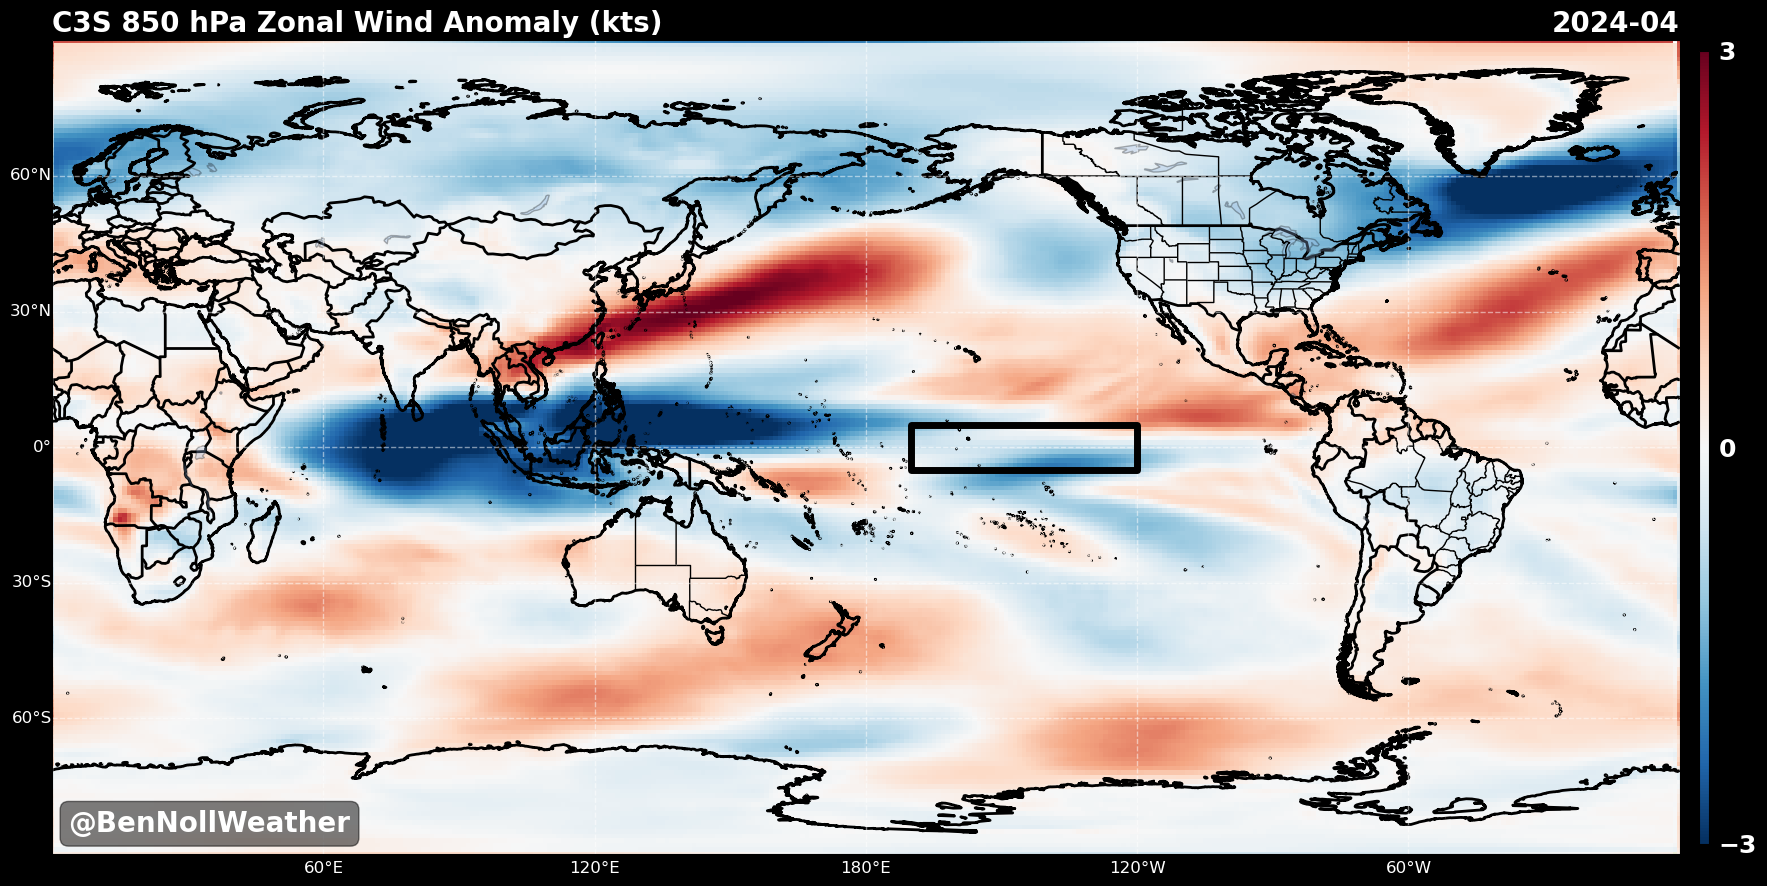 C3S 850 hPa Zonal Wind Anomaly (kts)
2024-04
3
0
−3
60°N
30°N
0°
30°S
60°S
60°E
120°E
180°E
120°W
60°W
@BenNollWeather